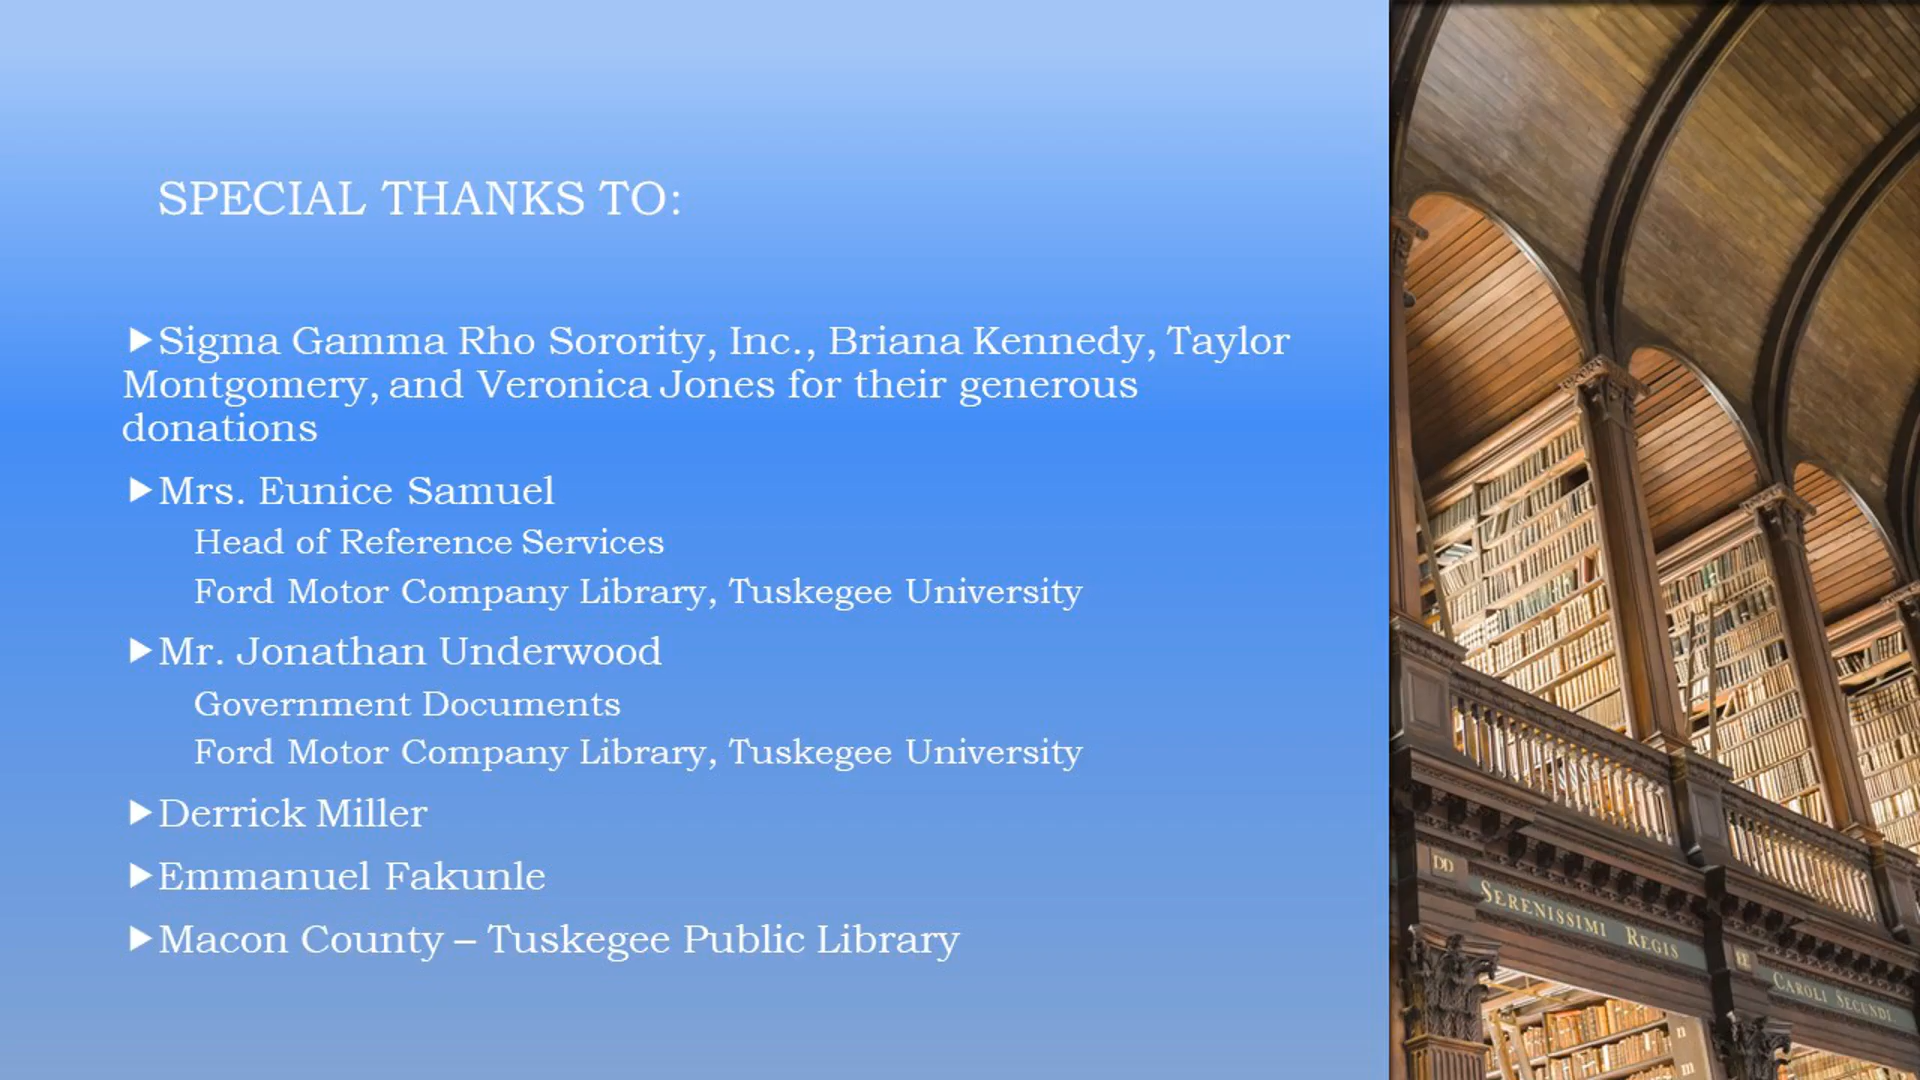 SPECIAL THANKS TO:
Sigma Gamma Rho Sorority, Inc., Briana Kennedy, Taylor
Montgomery, and Veronica Jones for their generous
donations
Mrs. Eunice Samuel
Head of Reference Services
Ford Motor Company Library, Tuskegee University
Mr. Jonathan Underwood
Government Documents
Ford Motor Company Library, Tuskegee University
Derrick Miller
Emmanuel Fakunle
Macon County – Tuskegee Public Library
DD
SERENISSIMI REGIS
EE
CAROLI SECUNDI.
n
m